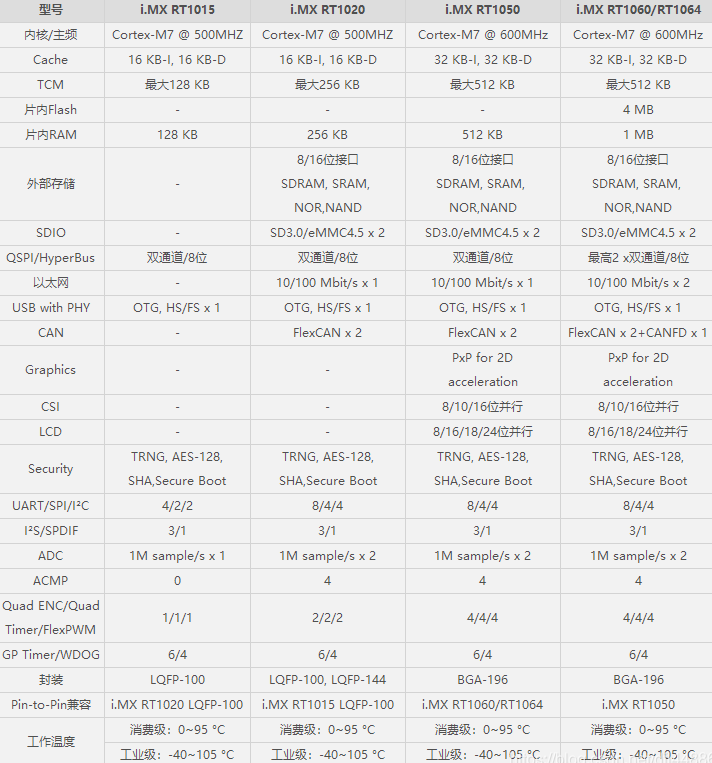 型号 i.MX RT1015 i.MX RT1020 i.MX RT1050 i.MX RT1060/RT1064
内核/主频 Cortex-M7 @ 500MHZ Cortex-M7 @ 500MHZ Cortex-M7 @ 600MHz Cortex-M7 @ 600MHz
Cache 16 KB-I, 16 KB-D 16 KB-I, 16 KB-D 32 KB-I, 32 KB-D 32 KB-I, 32 KB-D
TCM 最大128 KB 最大256 KB 最大512 KB 最大512 KB
片内Flash - - - 4 MB
片内RAM 128 KB 256 KB 512 KB 1 MB
8/16位接口 8/16位接口 8/16位接口
外部存储 - SDRAM, SRAM, SDRAM, SRAM, SDRAM, SRAM,
NOR,NAND NOR,NAND NOR,NAND
SDIO - SD3.0/eMMC4.5 x 2 SD3.0/eMMC4.5 x 2 SD3.0/eMMC4.5 x 2
QSPI/HyperBus 双通道/8位 双通道/8位 双通道/8位 最高2 x双通道/8位
以太网 - 10/100 Mbit/s x 1 10/100 Mbit/s x 1 10/100 Mbit/s x 2
USB with PHY OTG, HS/FS x 1 OTG, HS/FS x 1 OTG, HS/FS x 1 OTG, HS/FS x 1
CAN - FlexCAN x 2 FlexCAN x 2 FlexCAN x 2+CANFD x 1
PxP for 2D PxP for 2D
Graphics - -
acceleration acceleration
CSI - - 8/10/16位并行 8/10/16位并行
LCD - - 8/16/18/24位并行 8/16/18/24位并行
TRNG, AES-128, TRNG, AES-128, TRNG, AES-128, TRNG, AES-128,
Security
SHA,Secure Boot SHA,Secure Boot SHA,Secure Boot SHA,Secure Boot
UART/SPI/I²C 4/2/2 8/4/4 8/4/4 8/4/4
I²S/SPDIF 3/1 3/1 3/1 3/1
ADC 1M sample/s x 1 1M sample/s x 2 1M sample/s x 2 1M sample/s x 2
ACMP 0 4 4 4
Quad ENC/Quad
1/1/1 2/2/2 4/4/4 4/4/4
Timer/FlexPWM
GP Timer/WDOG 6/4 6/4 6/4 6/4
封装 LQFP-100 LQFP-100, LQFP-144 BGA-196 BGA-196
Pin-to-Pin兼容 i.MX RT1020 LQFP-100 i.MX RT1015 LQFP-100 i.MX RT1060/RT1064 i.MX RT1050
消费级：0~95 °C 消费级：0~95 °C 消费级：0~95 °C 消费级：0~95 °C
工作温度
工业级：-40~105 °C 工业级：-40~105 °C 工业级：-40~105 °C 工业级：-40~105 °C